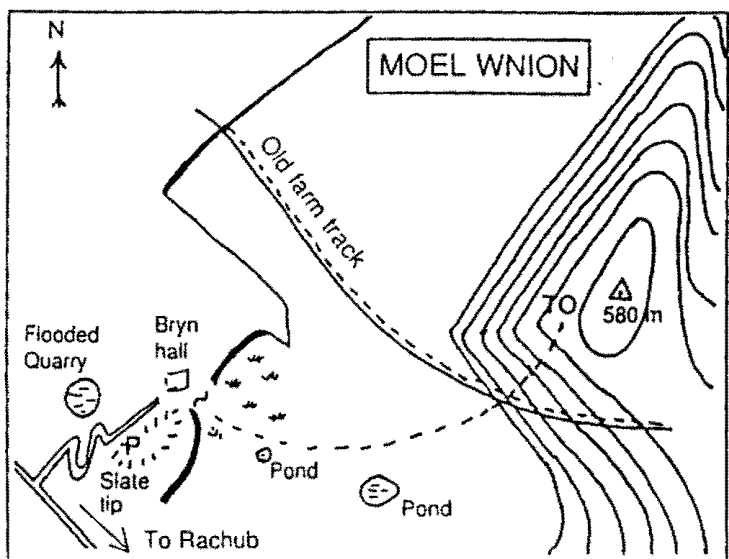 N
MOEL WNION
Old farm track
TO
580 m
Flooded
Quarry
Bryn
hall
P
Slate
tip
Pond
Pond
To Rachub